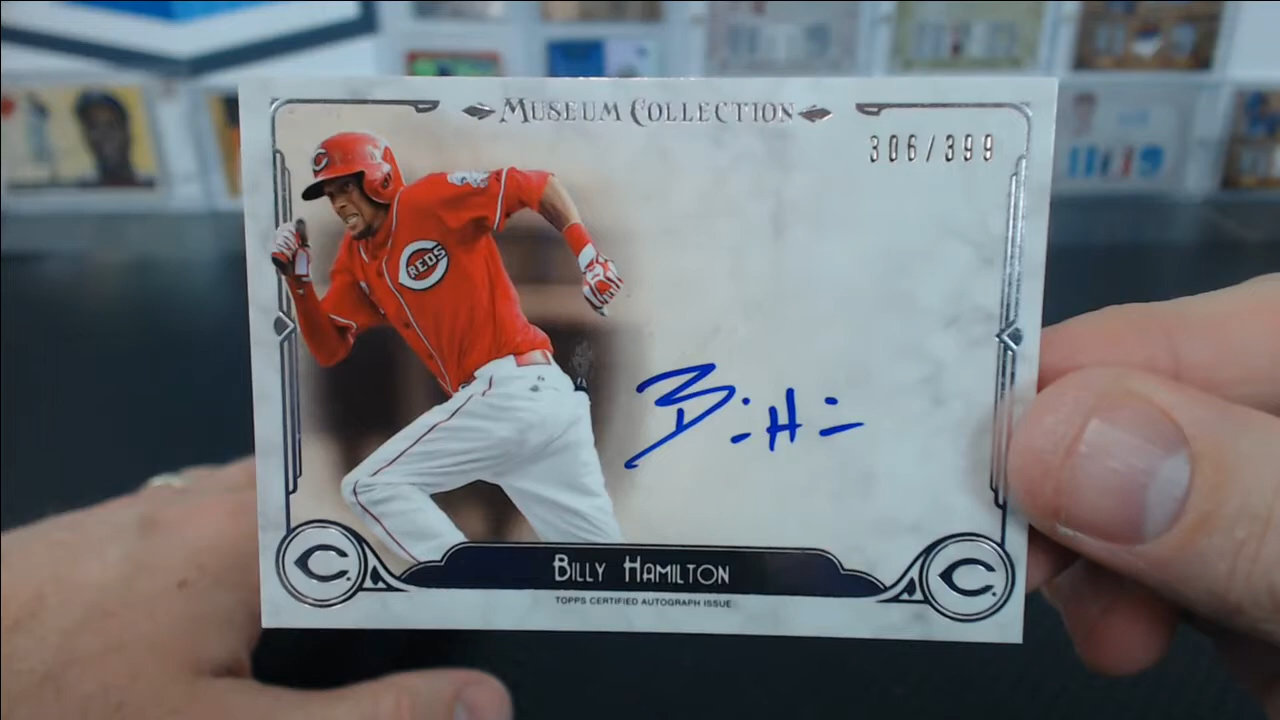 MUSEUM COLLECTION
306/399
REDS
BILLY HAMILTON
TOPPS CERTIFIED AUTOGRAPH ISSUE